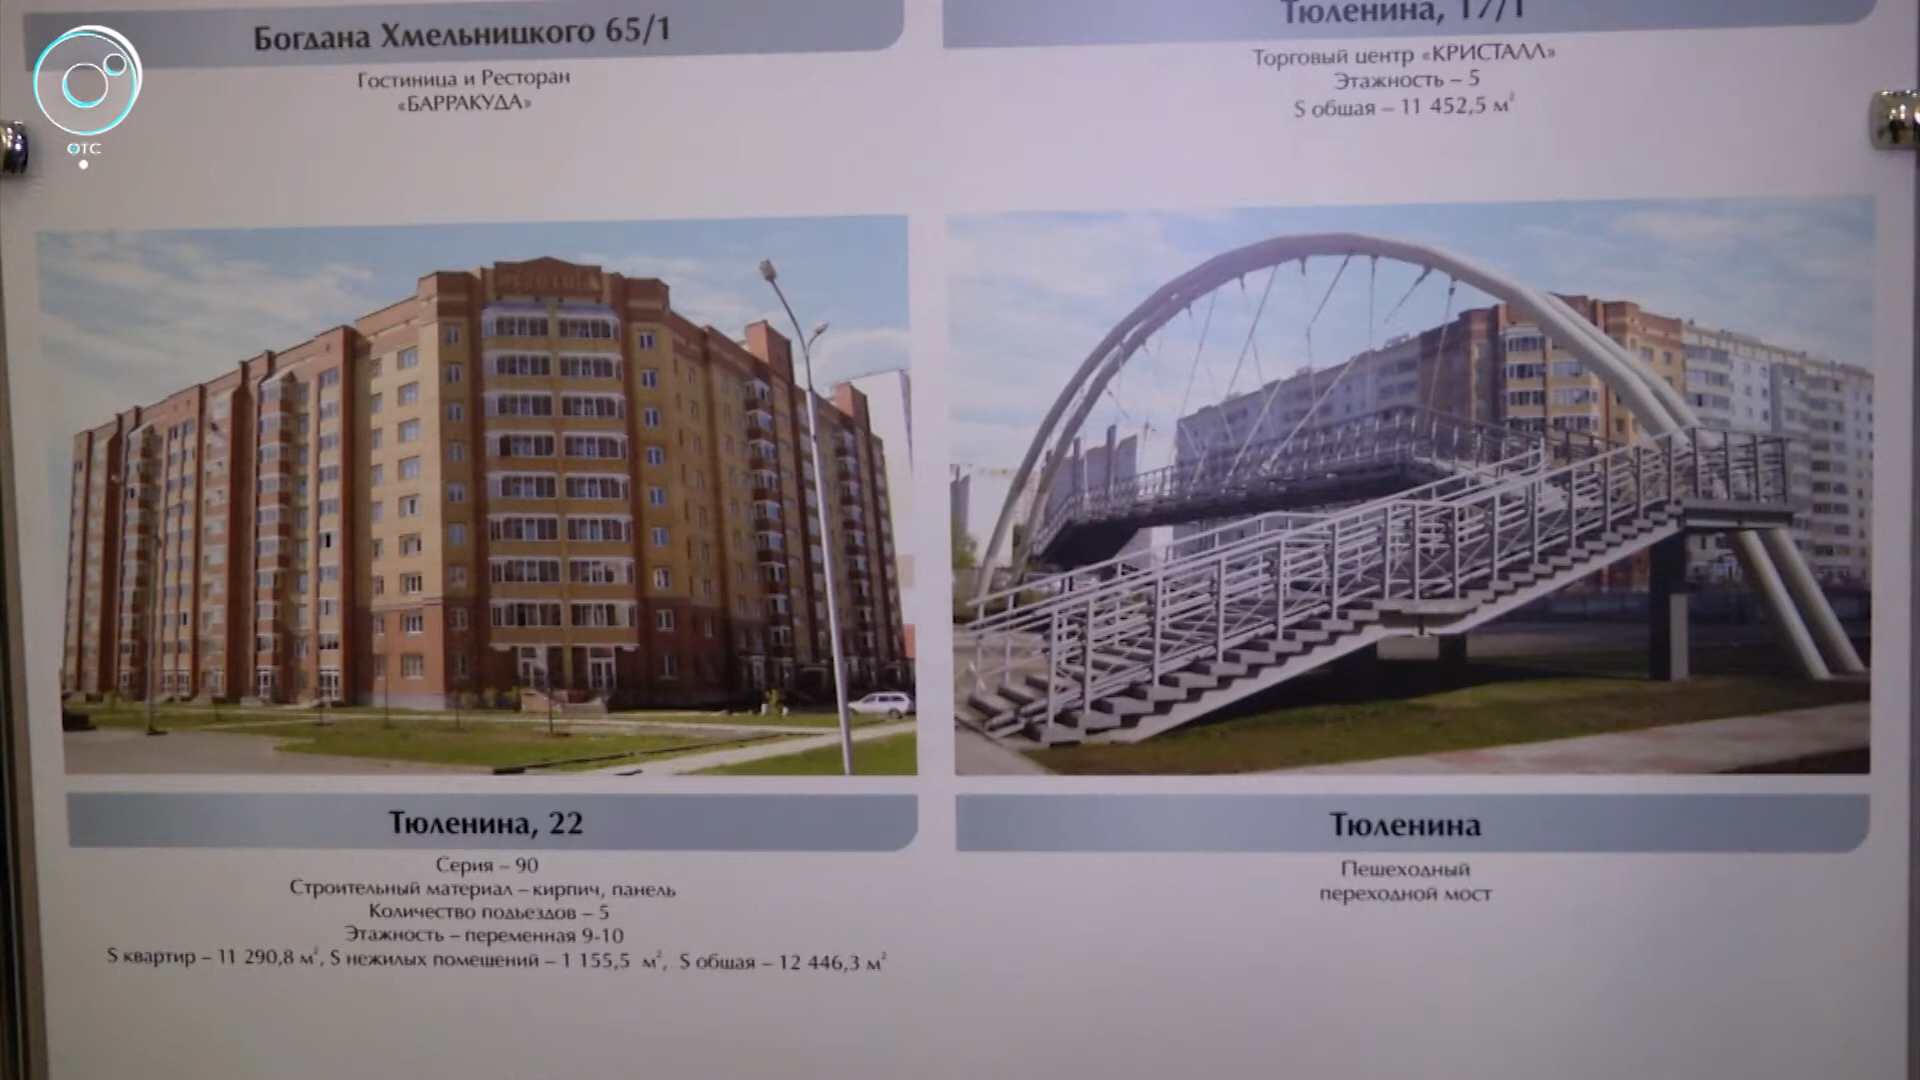 Богдана Хмельницкого 65/1
Гостиница и Ресторан
«БАРРАКУДА»
Тюленина, 17/1
Торговый центр «КРИСТАЛЛ»
Этажность – 5
S общая – 11 452,5 м²
ОТС
Тюленина, 22
Серия – 90
Строительный материал – кирпич, панель
Количество подъездов – 5
Этажность – переменная 9-10
S квартир – 11 290,8 м², S нежилых помещений – 1 155,5 м², S общая – 12 446,3 м²
Тюленина
Пешеходный
переходной мост